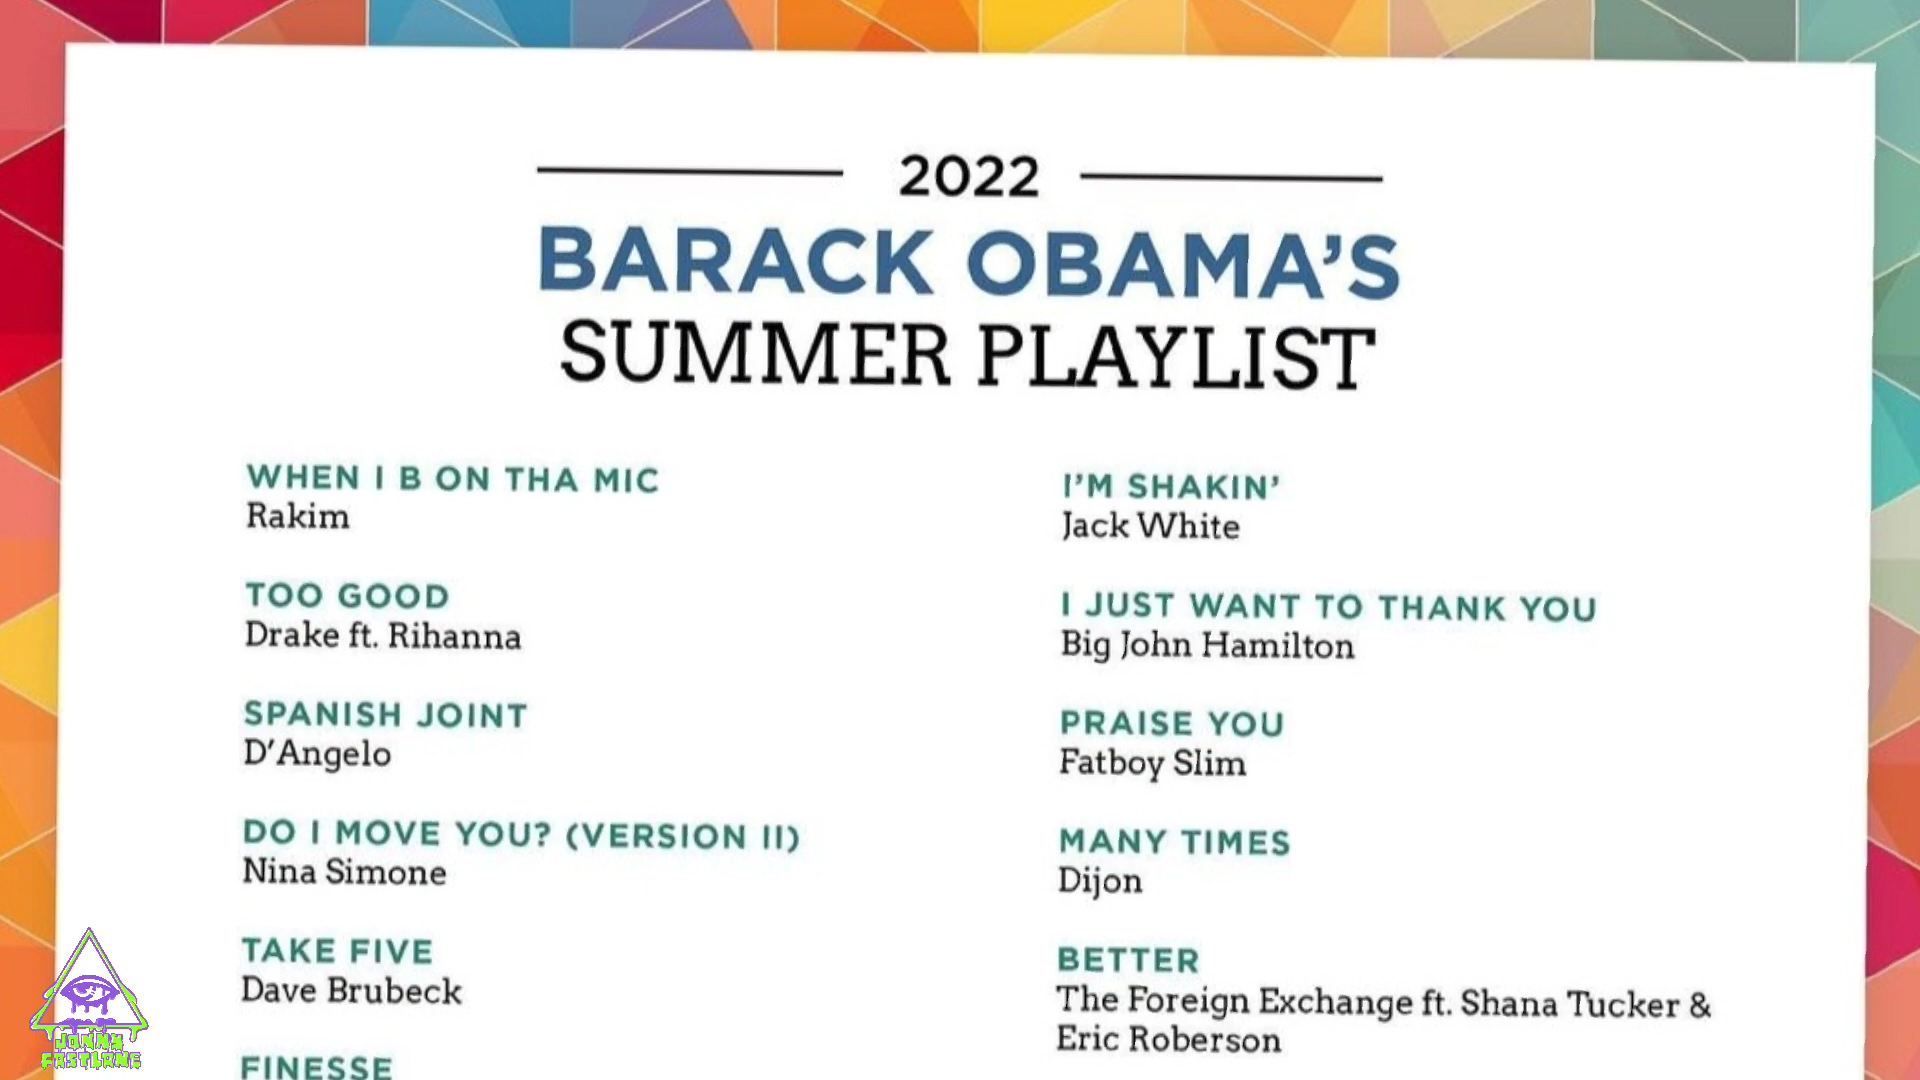 2022
BARACK OBAMA’S
SUMMER PLAYLIST
WHEN I B ON THA MIC
Rakim
TOO GOOD
Drake ft. Rihanna
SPANISH JOINT
D’Angelo
DO I MOVE YOU? (VERSION II)
Nina Simone
TAKE FIVE
Dave Brubeck
FINESSE
I’M SHAKIN’
Jack White
I JUST WANT TO THANK YOU
Big John Hamilton
PRAISE YOU
Fatboy Slim
MANY TIMES
Dijon
BETTER
The Foreign Exchange ft. Shana Tucker &
Eric Roberson
JONNY
FASTLANE